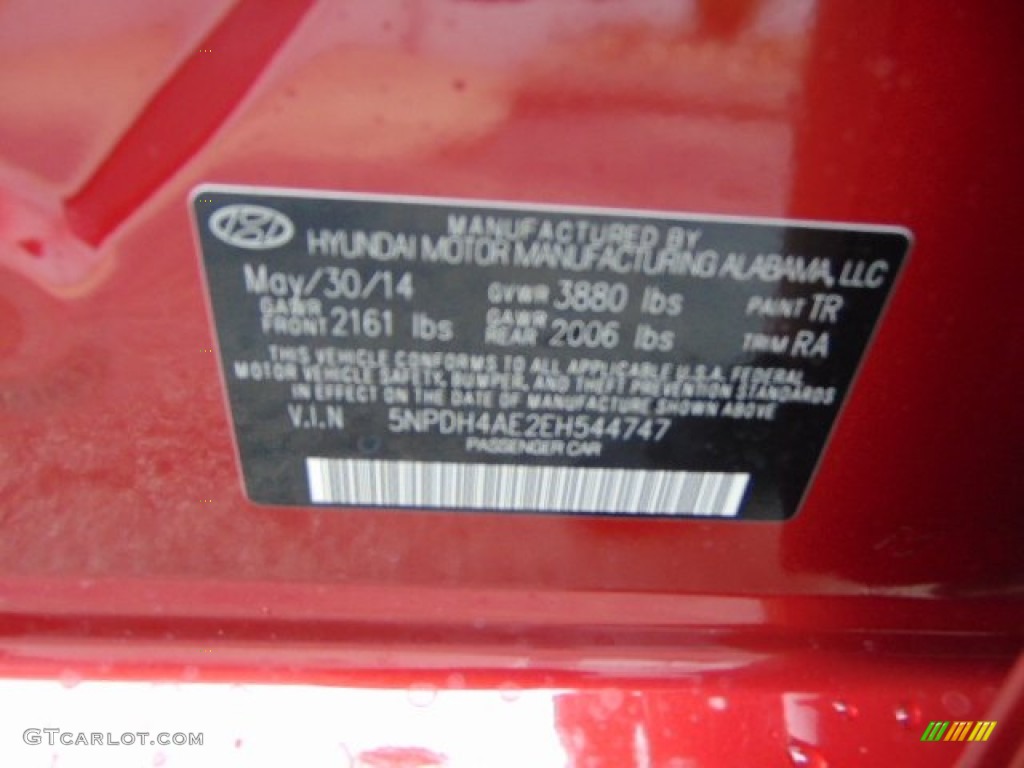 MANUFACTURED BY
HYUNDAI MOTOR MANUFACTURING ALABAMA, LLC
May/30/14 GVWR 3880 lbs PAINT TR
GAWR FRONT 2161 lbs GAWR REAR 2006 lbs TRIM RA
THIS VEHICLE CONFORMS TO ALL APPLICABLE U.S.A. FEDERAL
MOTOR VEHICLE SAFETY, BUMPER, AND THEFT PREVENTION STANDARDS
IN EFFECT ON THE DATE OF MANUFACTURE SHOWN ABOVE
V.I.N 5NPDH4AE2EH544747
PASSENGER CAR
GTCARLOT.COM